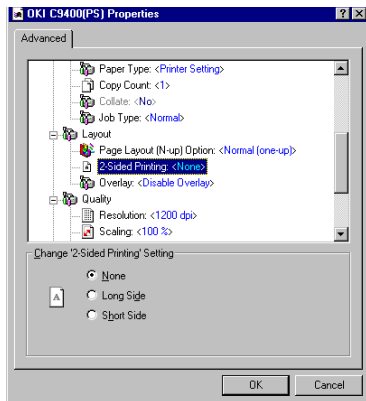 OKI C9400(PS) Properties
Advanced
Paper Type: <Printer Setting>
Copy Count: <1>
Collate: <No>
Job Type: <Normal>
Layout
Page Layout (N-up) Option: <Normal (one-up)>
2-Sided Printing: <None>
Overlay: <Disable Overlay>
Quality
Resolution: <1200 dpi>
Scaling: <100 %>
Change '2-Sided Printing' Setting
None
A Long Side
Short Side
OK Cancel